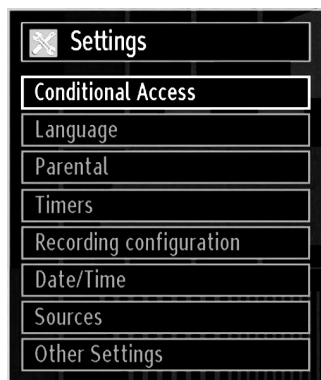 Settings
Conditional Access
Language
Parental
Timers
Recording configuration
Date/Time
Sources
Other Settings